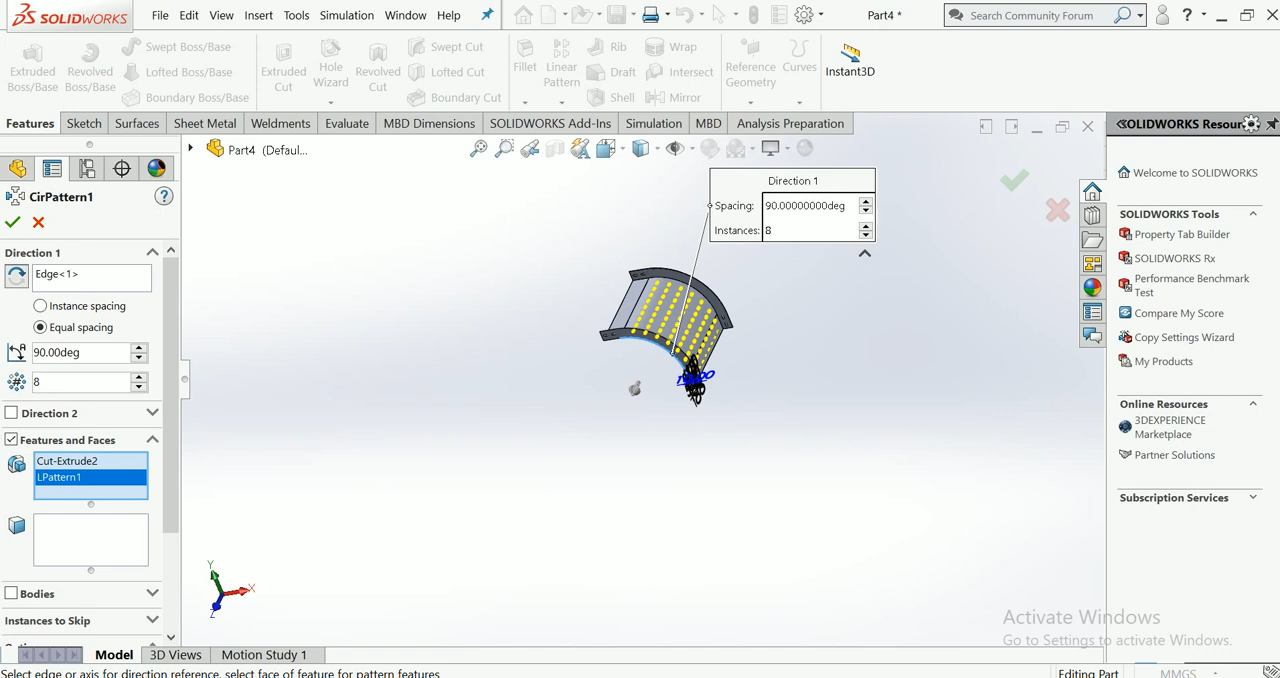 SOLIDWORKS File Edit View Insert Tools Simulation Window Help Part4 * Search Community Forum ?
Extruded Boss/Base
Revolved Boss/Base
Swept Boss/Base
Lofted Boss/Base
Boundary Boss/Base
Extruded Cut
Hole Wizard
Revolved Cut
Swept Cut
Lofted Cut
Boundary Cut
Fillet
Linear Pattern
Rib
Draft
Shell
Wrap
Intersect
Mirror
Reference Geometry
Curves
Instant3D
Features Sketch Surfaces Sheet Metal Weldments Evaluate MBD Dimensions SOLIDWORKS Add-Ins Simulation MBD Analysis Preparation
Part4 (Defaul...
CirPattern1 ?
Direction 1
Edge<1>
Instance spacing
Equal spacing
90.00deg
8
Direction 2
Features and Faces
Cut-Extrude2
LPattern1
Bodies
Instances to Skip
Direction 1
Spacing: 90.00000000deg
Instances: 8
Y
X
Z
SOLIDWORKS Resour
Welcome to SOLIDWORKS
SOLIDWORKS Tools
Property Tab Builder
SOLIDWORKS Rx
Performance Benchmark
Test
Compare My Score
Copy Settings Wizard
My Projects
Online Resources
3DEXPERIENCE
Marketplace
Partner Solutions
Subscription Services
Activate Windows
Go to Settings to activate Windows.
Model 3D Views Motion Study 1
Select edge or axis for direction reference, select face of feature for pattern features
Editing Part MMGS